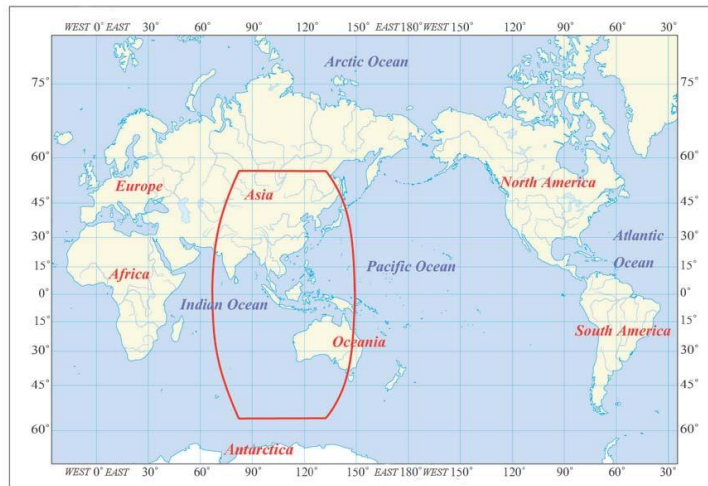 WEST 0° EAST 30° 60° 90° 120° 150° EAST 180° WEST 150° 120° 90° 60° 30°
Arctic Ocean
75° 75°
60° 60°
Europe Asia North America
45° 45°
30° 30°
Atlantic
Ocean
Pacific Ocean
15° 15°
Africa
0° 0°
Indian Ocean
15° 15°
South America
Oceania
30° 30°
45° 45°
60° 60°
Antarctica
WEST 0° EAST 30° 60° 90° 120° 150° EAST 180° WEST 150° 120° 90° 60° 30°